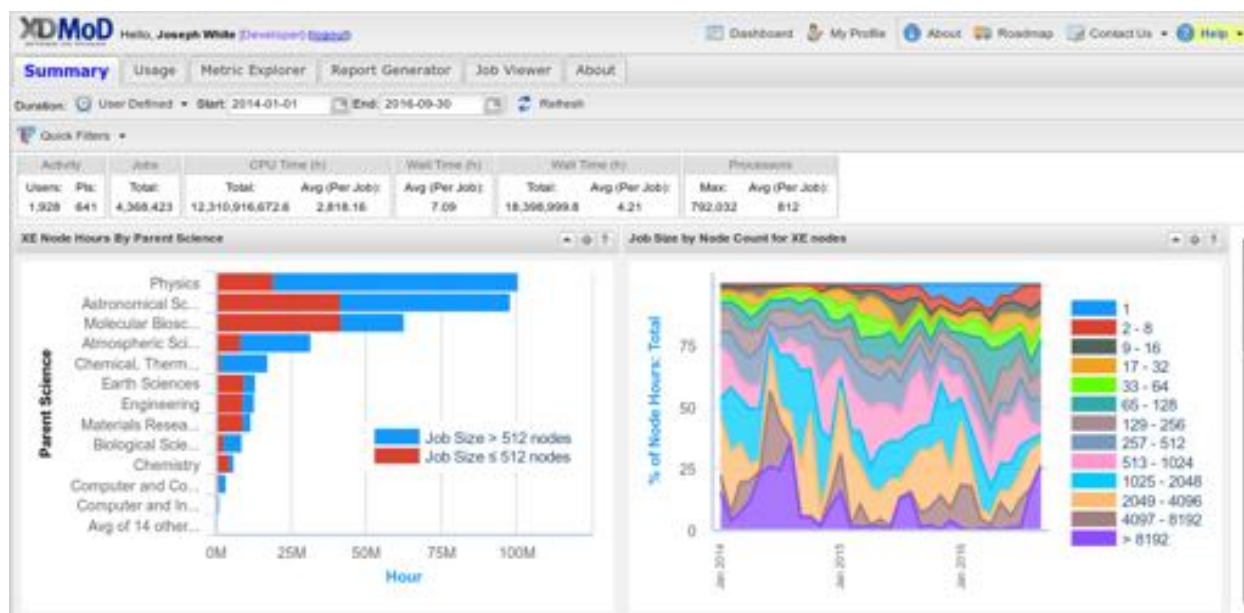 XDMoD Hello, Joseph White [Developer] (logout) Dashboard My Profile About Roadmap Contact Us Help
Summary Usage Metric Explorer Report Generator Job Viewer About
Duration: User Defined Start: 2014-01-01 End: 2016-09-30 Refresh
Quick Filters
Activity Jobs CPU Time (h) Wall Time (h) Wait Time (h) Processors
Users: PIs: Total: Total: Avg (Per Job): Avg (Per Job): Total: Avg (Per Job): Max: Avg (Per Job):
1,928 641 4,368,423 12,310,916,672.6 2,818.16 7.09 18,398,999.8 4.21 792,032 812
XE Node Hours By Parent Science
Parent Science
Physics
Astronomical Sc...
Molecular Biosc...
Atmospheric Sci...
Chemical, Therm...
Earth Sciences
Engineering
Materials Resea...
Biological Scie...
Chemistry
Computer and Co...
Computer and In...
Avg of 14 other...
Job Size > 512 nodes
Job Size ≤ 512 nodes
0M 25M 50M 75M 100M
Hour
Job Size by Node Count for XE nodes
% of Node Hours: Total
75
50
25
0
Jan 2014 Jan 2015 Jan 2016
1
2 - 8
9 - 16
17 - 32
33 - 64
65 - 128
129 - 256
257 - 512
513 - 1024
1025 - 2048
2049 - 4096
4097 - 8192
> 8192